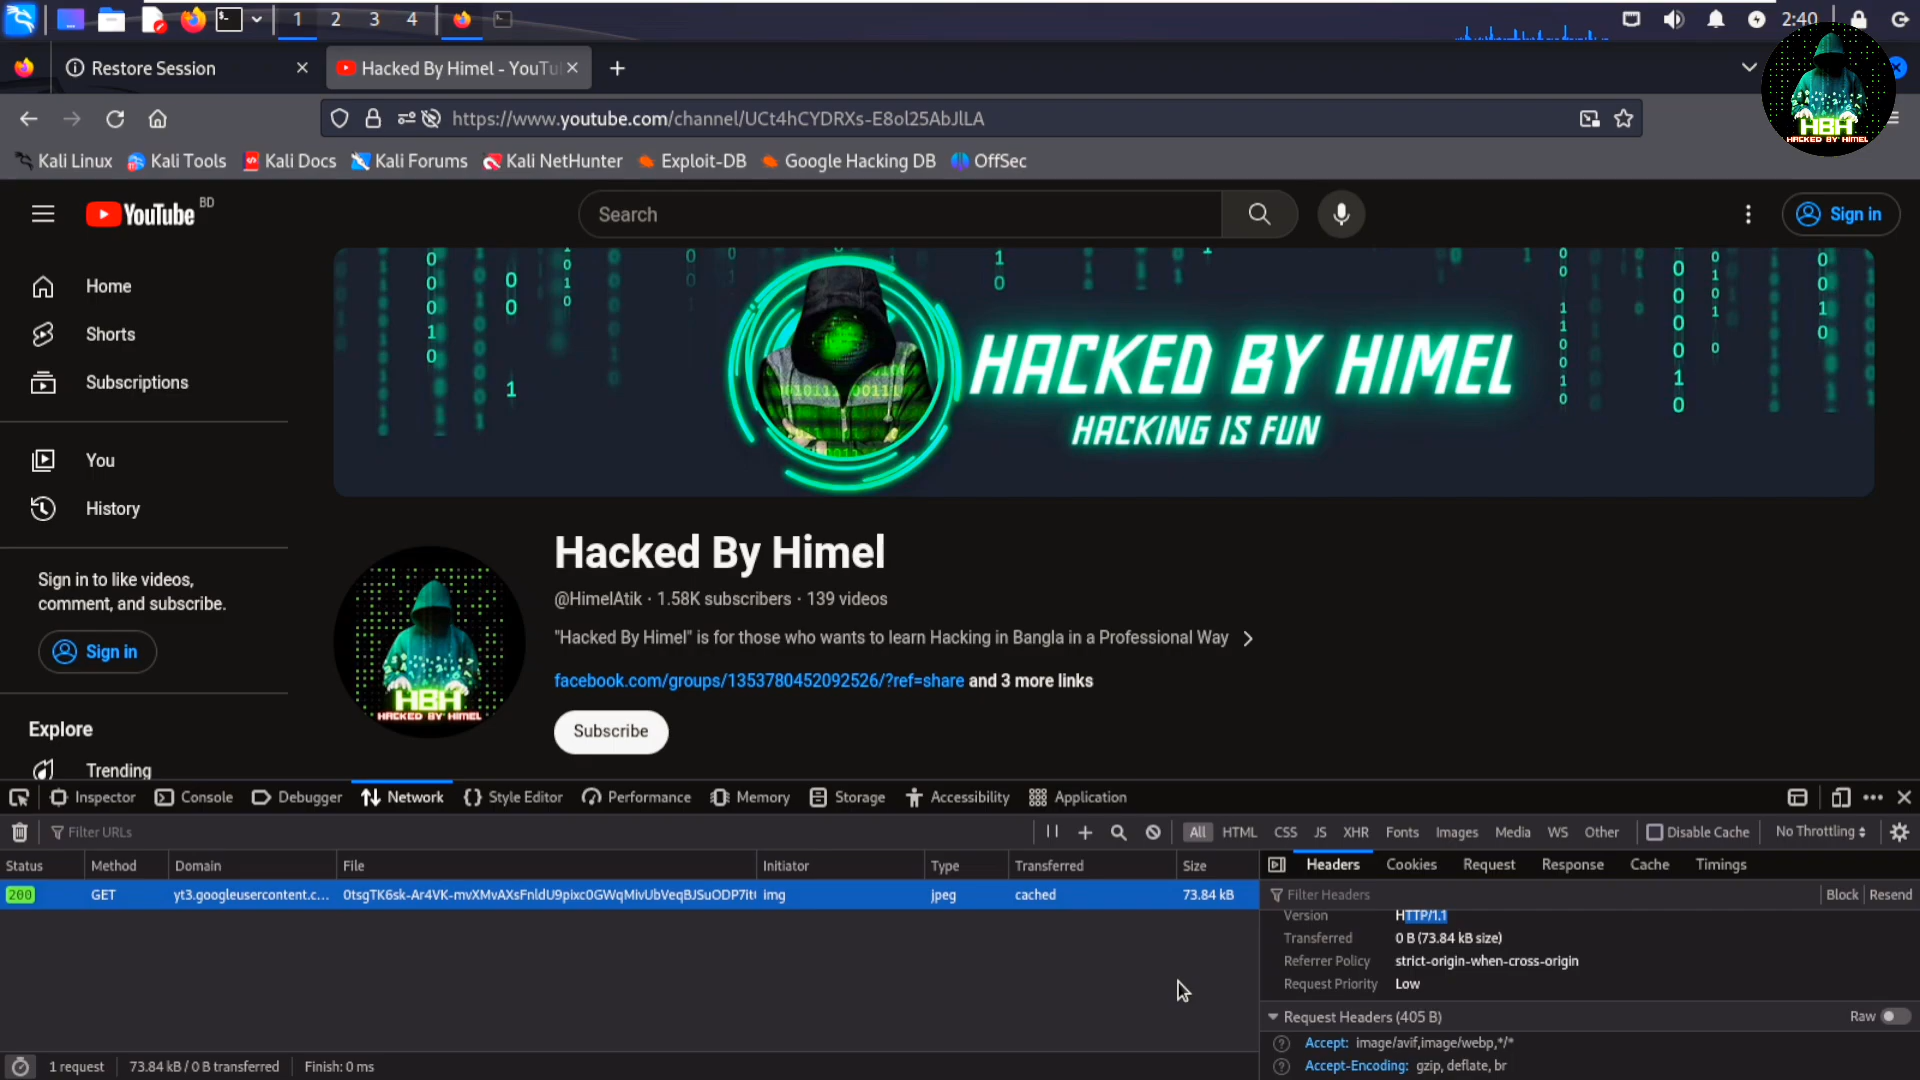 1 2 3 4 2:40
Restore Session Hacked By Himel - YouTu
https://www.youtube.com/channel/UCt4hCYDRXs-E8ol25AbJlLA
HBH
HACKED BY HIMEL
Kali Linux Kali Tools Kali Docs Kali Forums Kali NetHunter Exploit-DB Google Hacking DB OffSec
YouTube BD Search Sign in
Home
Shorts
Subscriptions
You
History
Sign in to like videos,
comment, and subscribe.
Sign in
Explore
Trending
HACKED BY HIMEL
HACKING IS FUN
HBH
HACKED BY HIMEL
Hacked By Himel
@HimelAtik · 1.58K subscribers · 139 videos
"Hacked By Himel" is for those who wants to learn Hacking in Bangla in a Professional Way
facebook.com/groups/1353780452092526/?ref=share and 3 more links
Subscribe
Inspector Console Debugger Network Style Editor Performance Memory Storage Accessibility Application
Filter URLs All HTML CSS JS XHR Fonts Images Media WS Other Disable Cache No Throttling
Status Method Domain File Initiator Type Transferred Size
200 GET yt3.googleusercontent.c... 0tsgTK6sk-Ar4VK-mvXMvAXsFnldU9pixc0GWqMivUbVeqBJSuODP7it img jpeg cached 73.84 kB
Headers Cookies Request Response Cache Timings
Filter Headers Block Resend
Version HTTP/1.1
Transferred 0 B (73.84 kB size)
Referrer Policy strict-origin-when-cross-origin
Request Priority Low
Request Headers (405 B) Raw
Accept: image/avif,image/webp,*/*
Accept-Encoding: gzip, deflate, br
1 request 73.84 kB / 0 B transferred Finish: 0 ms